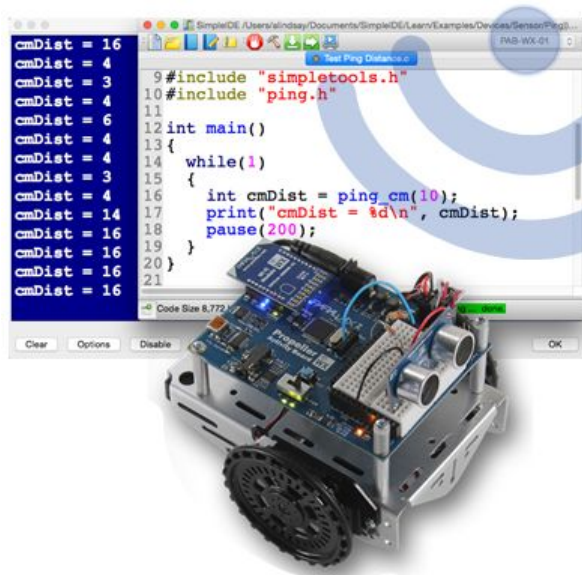 SimpleIDE /Users/alindsay/Documents/SimpleIDE/Learn/Examples/Devices/Sensor/Ping))
PAB-WX-01
Test Ping Distance.c
cmDist = 16
cmDist = 4
cmDist = 3
cmDist = 4
cmDist = 6
cmDist = 4
cmDist = 4
cmDist = 3
cmDist = 4
cmDist = 14
cmDist = 16
cmDist = 16
cmDist = 16
cmDist = 16
9 #include "simpletools.h"
10 #include "ping.h"
11
12 int main()
13 {
14 while(1)
15 {
16 int cmDist = ping_cm(10);
17 print("cmDist = %d\n", cmDist);
18 pause(200);
19 }
20 }
21
Code Size 8,772
done.
Clear Options Disable OK
Propeller
Activity Board WX